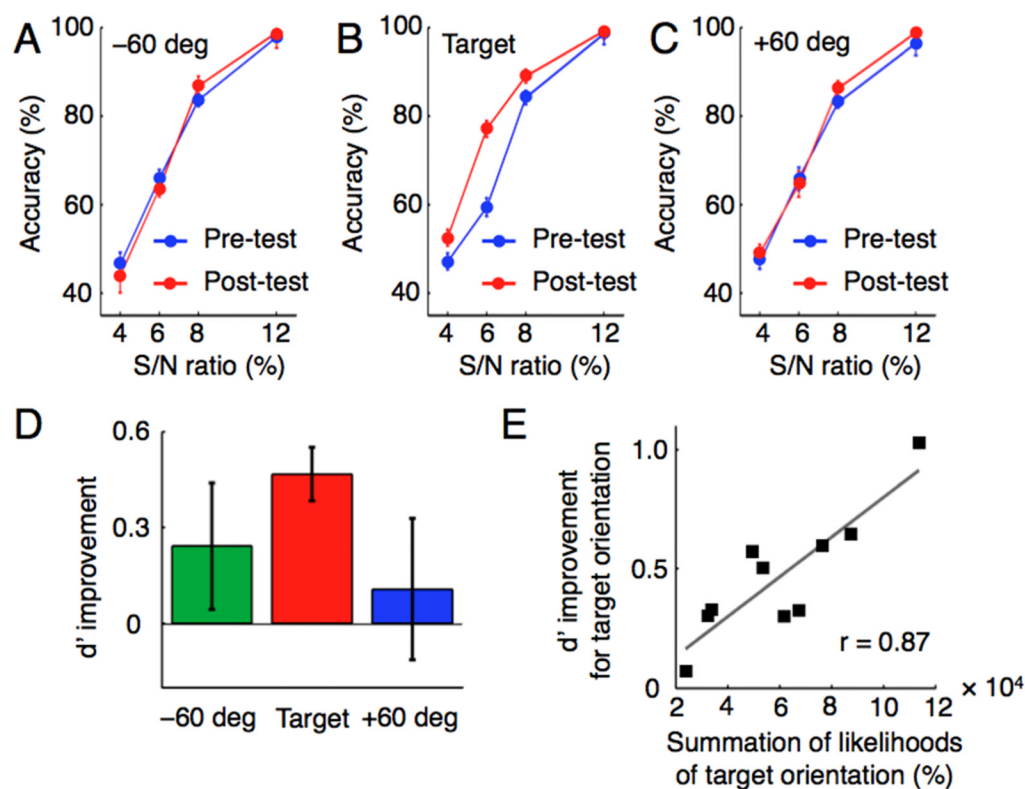 A
–60 deg
100
80
60
40
Accuracy (%)
Pre-test
Post-test
4 6 8 12
S/N ratio (%)
B
Target
100
80
60
40
Accuracy (%)
Pre-test
Post-test
4 6 8 12
S/N ratio (%)
C
+60 deg
100
80
60
40
Accuracy (%)
Pre-test
Post-test
4 6 8 12
S/N ratio (%)
D
0.6
0.3
0
d' improvement
–60 deg Target +60 deg
E
1.0
0.5
0
d' improvement
for target orientation
r = 0.87
2 4 6 8 10 12 × 10⁴
Summation of likelihoods
of target orientation (%)